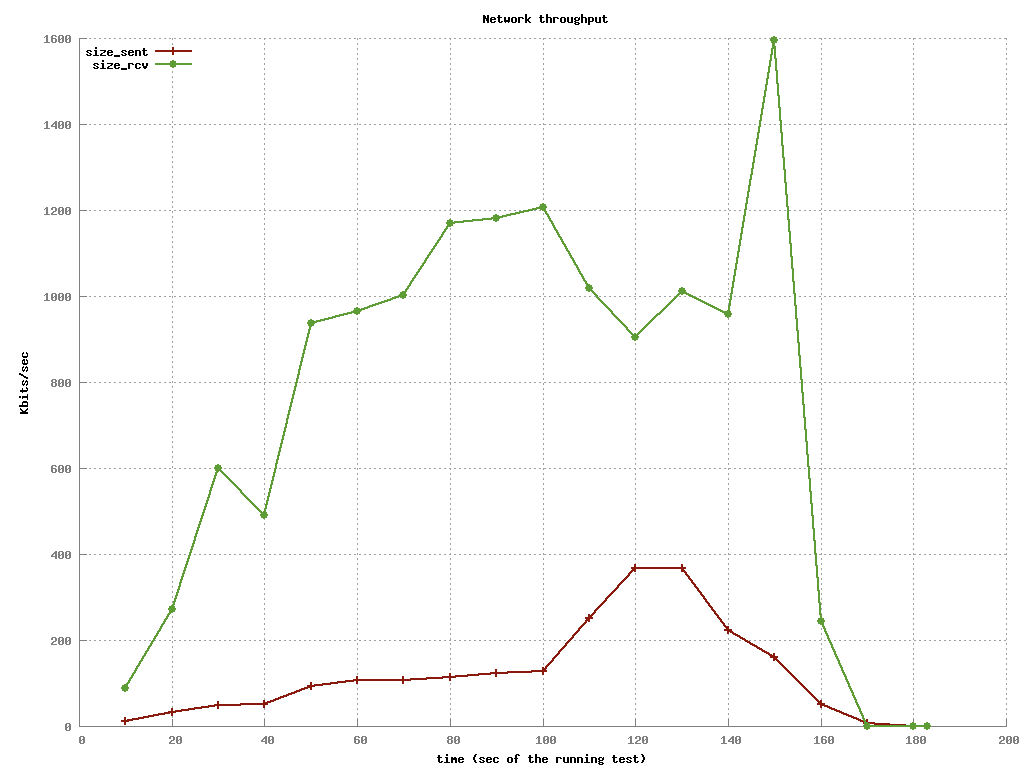 Network throughput
size_sent
size_rcv
1600
1400
1200
1000
800
600
400
200
0
Kbits/sec
0 20 40 60 80 100 120 140 160 180 200
time (sec of the running test)